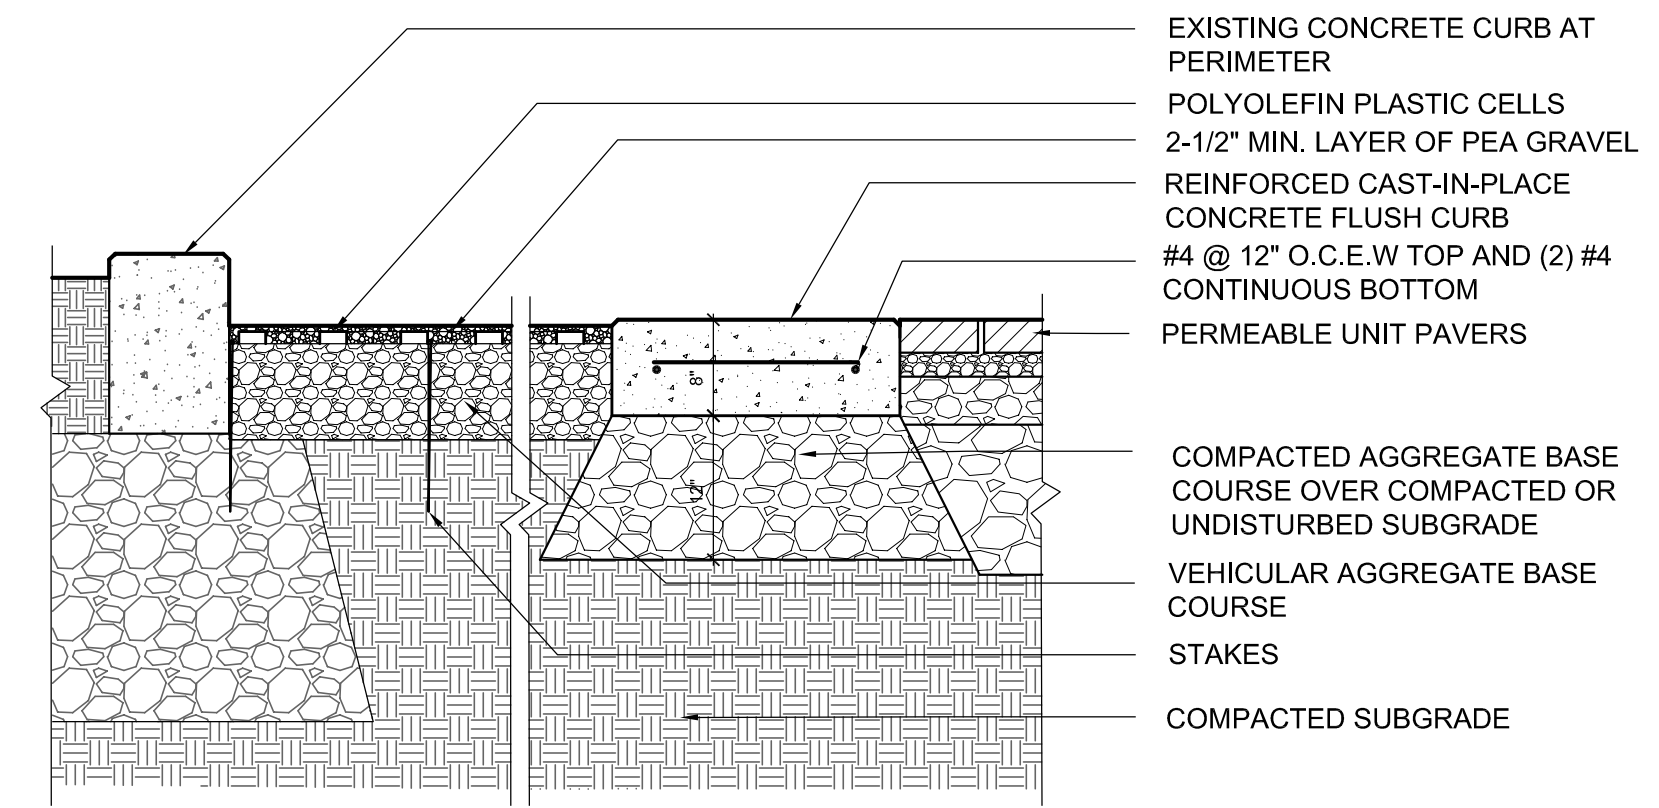 EXISTING CONCRETE CURB AT
PERIMETER
POLYOLEFIN PLASTIC CELLS
2-1/2" MIN. LAYER OF PEA GRAVEL
REINFORCED CAST-IN-PLACE
CONCRETE FLUSH CURB
#4 @ 12" O.C.E.W TOP AND (2) #4
CONTINUOUS BOTTOM
PERMEABLE UNIT PAVERS
8"
COMPACTED AGGREGATE BASE
COURSE OVER COMPACTED OR
UNDISTURBED SUBGRADE
12"
VEHICULAR AGGREGATE BASE
COURSE
STAKES
COMPACTED SUBGRADE